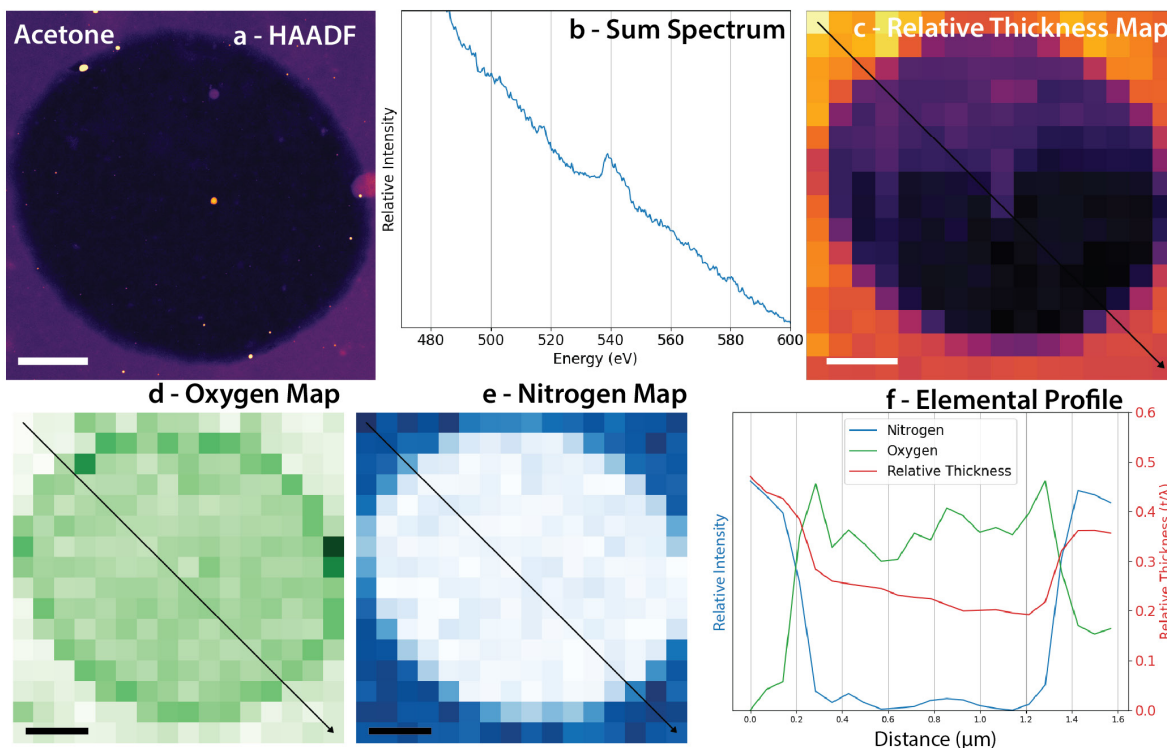 Acetone
a - HAADF
b - Sum Spectrum
Relative Intensity
480
500
520
540
560
580
600
Energy (eV)
c - Relative Thickness Map
d - Oxygen Map
e - Nitrogen Map
f - Elemental Profile
Nitrogen
Oxygen
Relative Thickness
Relative Intensity
0.6
0.5
0.4
0.3
0.2
0.1
0.0
Relative Thickness (t/λ)
0.0
0.2
0.4
0.6
0.8
1.0
1.2
1.4
1.6
Distance (μm)